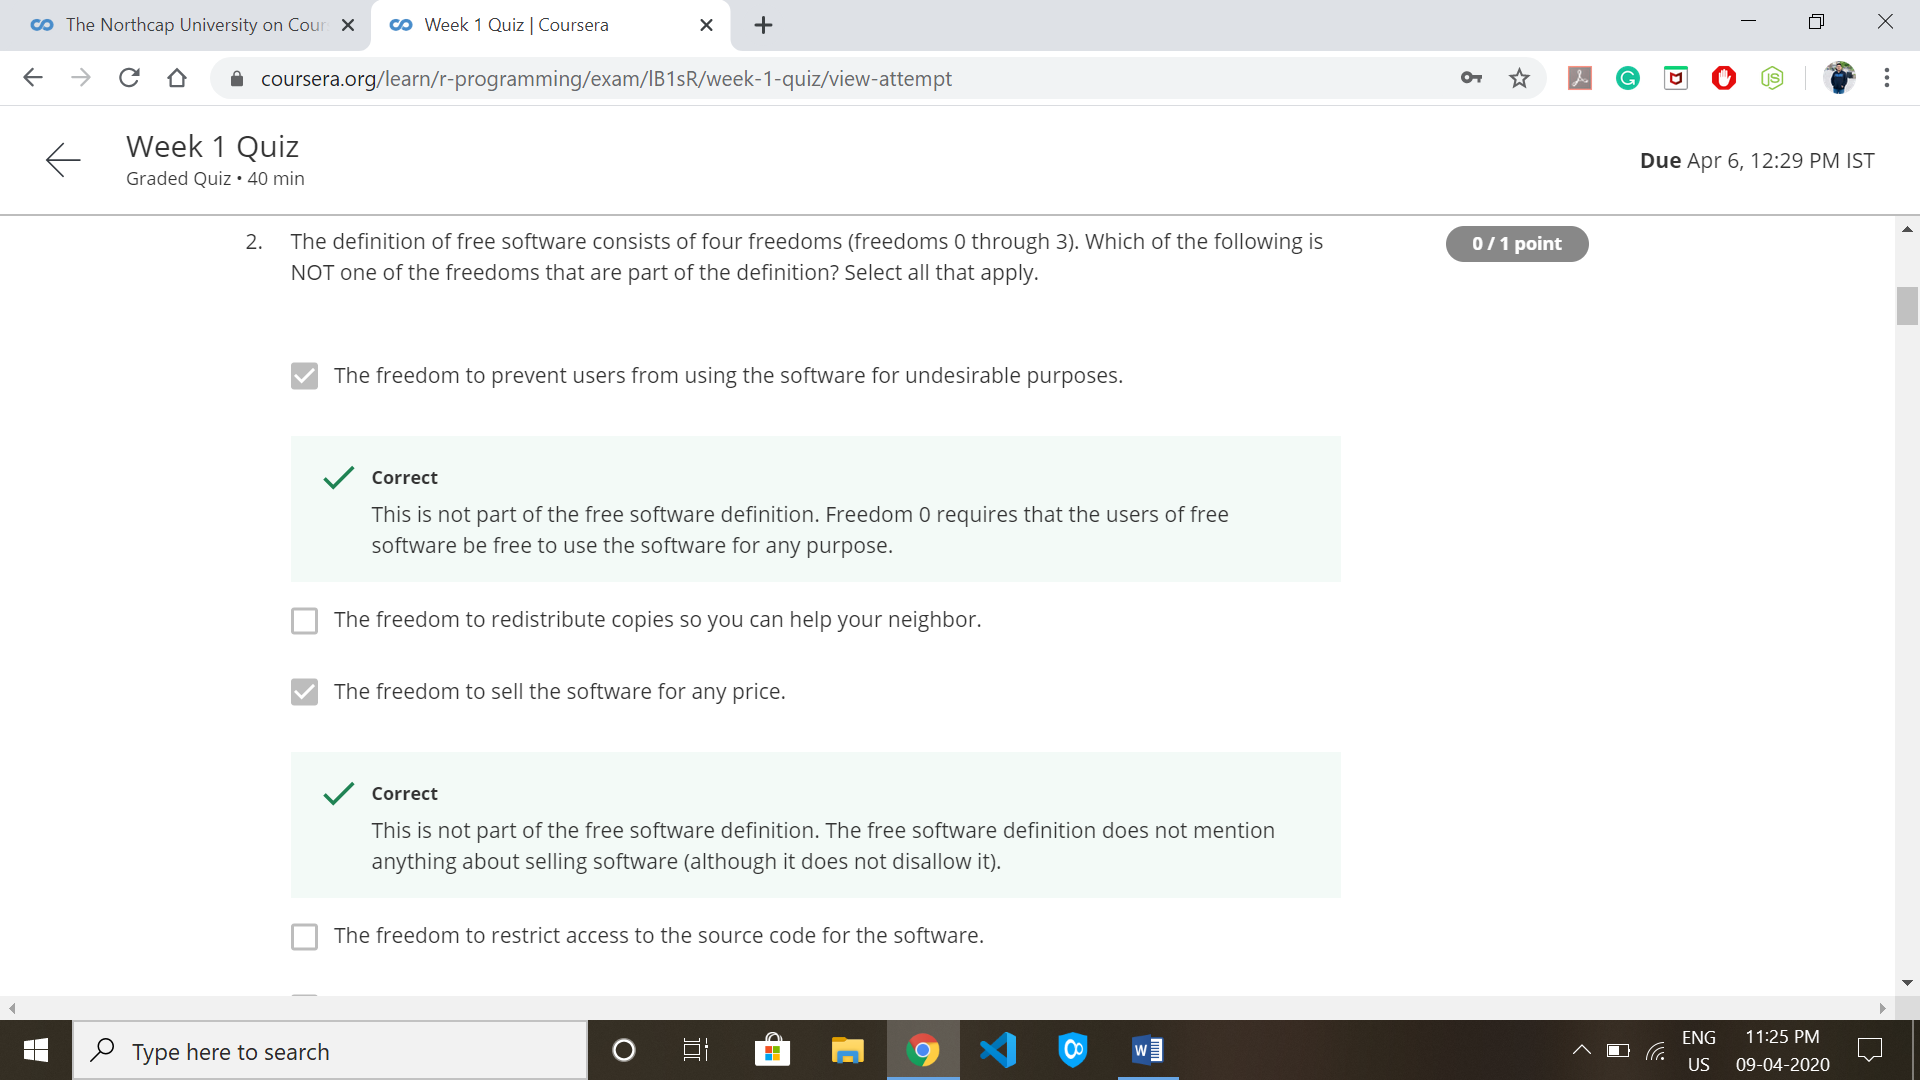 The Northcap University on Cour
Week 1 Quiz | Coursera
coursera.org/learn/r-programming/exam/lB1sR/week-1-quiz/view-attempt
Week 1 Quiz
Graded Quiz • 40 min
Due Apr 6, 12:29 PM IST
2. The definition of free software consists of four freedoms (freedoms 0 through 3). Which of the following is
NOT one of the freedoms that are part of the definition? Select all that apply.
0 / 1 point
The freedom to prevent users from using the software for undesirable purposes.
Correct
This is not part of the free software definition. Freedom 0 requires that the users of free
software be free to use the software for any purpose.
The freedom to redistribute copies so you can help your neighbor.
The freedom to sell the software for any price.
Correct
This is not part of the free software definition. The free software definition does not mention
anything about selling software (although it does not disallow it).
The freedom to restrict access to the source code for the software.
Type here to search
ENG
US
11:25 PM
09-04-2020